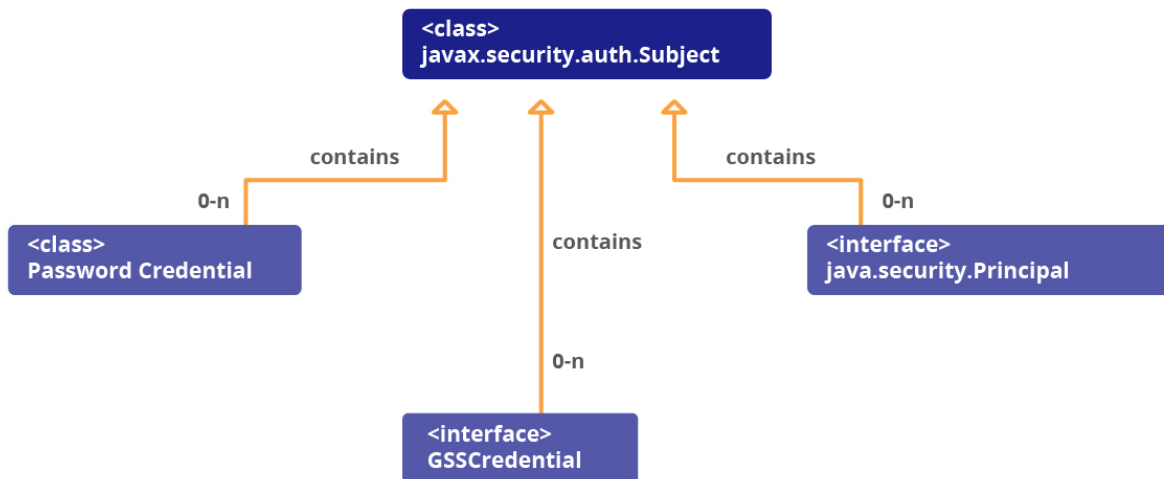 <class>
javax.security.auth.Subject
contains
contains
0-n
0-n
<class>
Password Credential
contains
<interface>
java.security.Principal
0-n
<interface>
GSSCredential